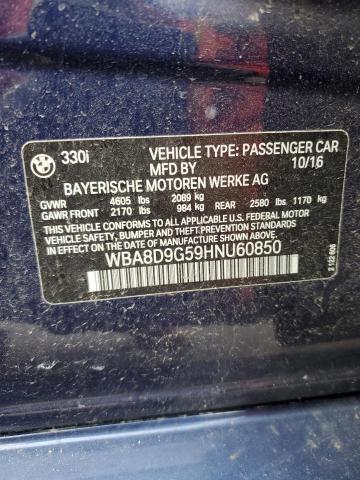 330i VEHICLE TYPE: PASSENGER CAR
MFD BY 10/16
BAYERISCHE MOTOREN WERKE AG
GVWR 4605 lbs 2089 kg
GAWR FRONT 2170 lbs 984 kg REAR 2580 lbs 1170 kg
THIS VEHICLE CONFORMS TO ALL APPLICABLE U.S. FEDERAL MOTOR
VEHICLE SAFETY, BUMPER, AND THEFT PREVENTION STANDARDS
IN EFFECT ON THE DATE OF MANUFACTURE SHOWN ABOVE.
WBA8D9G59HNU60850